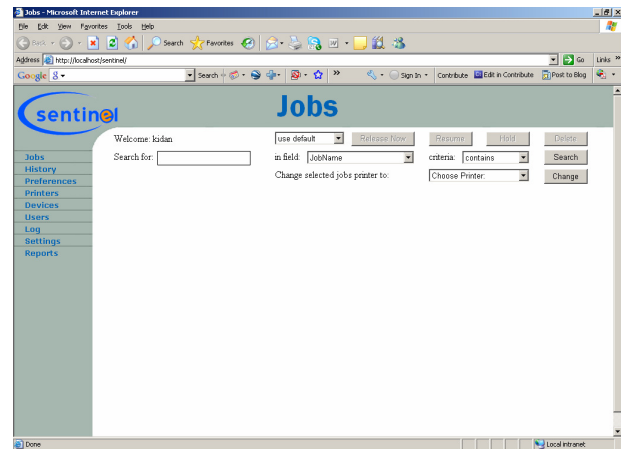 Jobs - Microsoft Internet Explorer
File Edit View Favorites Tools Help
Back Search Favorites
Address http://localhost/sentinel/ Go Links »
Google Search » Sign In Contribute Edit in Contribute Post to Blog
sentinel
Jobs
Welcome: kidan use default Release Now Resume Hold Delete
Search for: in field: JobName criteria: contains Search
Change selected jobs printer to: Choose Printer: Change
Jobs
History
Preferences
Printers
Devices
Users
Log
Settings
Reports
Done Local intranet